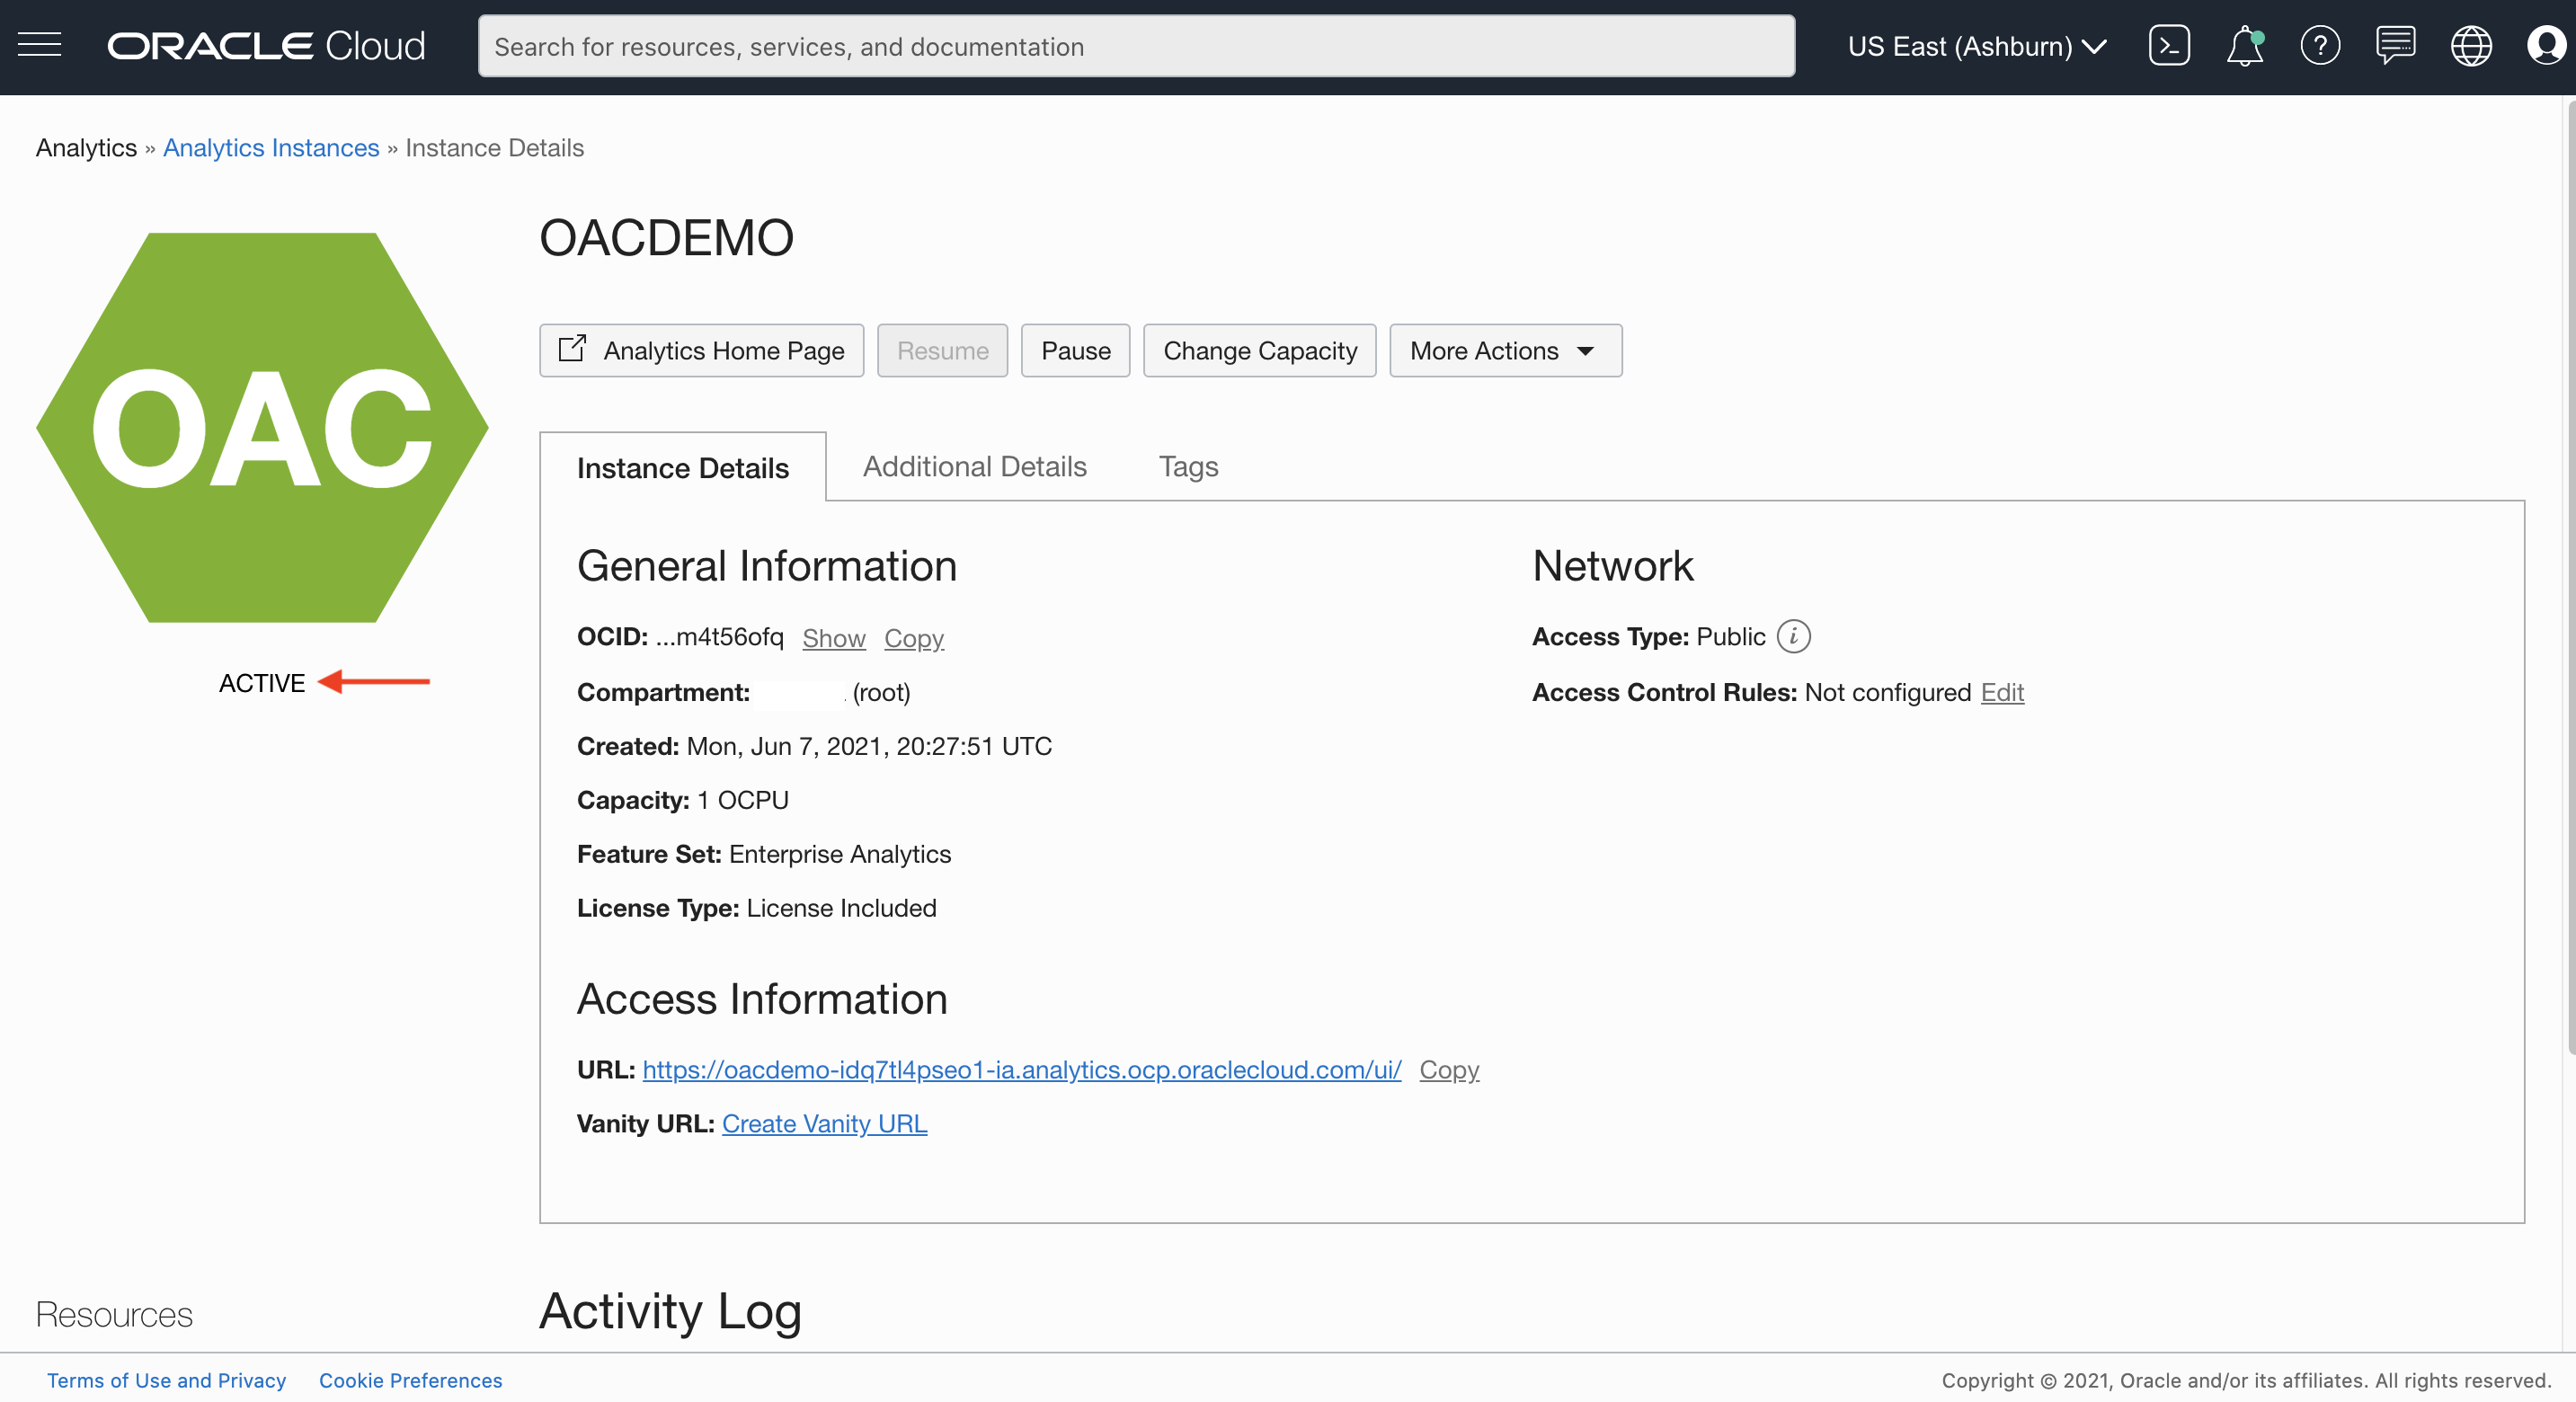 ORACLE Cloud
Search for resources, services, and documentation
US East (Ashburn)
Analytics » Analytics Instances » Instance Details
OAC
ACTIVE
OACDEMO
Analytics Home Page
Resume
Pause
Change Capacity
More Actions
Instance Details
Additional Details
Tags
General Information
OCID: ...m4t56ofq Show Copy
Compartment: (root)
Created: Mon, Jun 7, 2021, 20:27:51 UTC
Capacity: 1 OCPU
Feature Set: Enterprise Analytics
License Type: License Included
Network
Access Type: Public
Access Control Rules: Not configured Edit
Access Information
URL: https://oacdemo-idq7tl4pseo1-ia.analytics.ocp.oraclecloud.com/ui/ Copy
Vanity URL: Create Vanity URL
Resources
Activity Log
Terms of Use and Privacy
Cookie Preferences
Copyright © 2021, Oracle and/or its affiliates. All rights reserved.